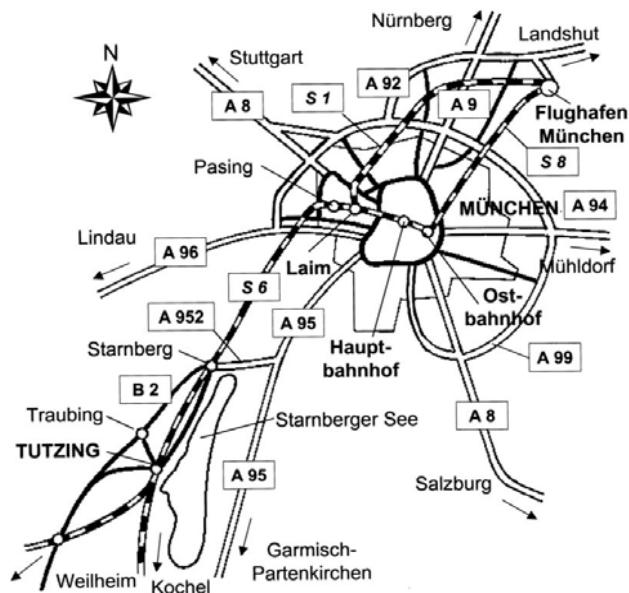 Nürnberg
Landshut
N
Stuttgart
A 92
S 1
A 8
A 9
Flughafen
München
S 8
Pasing
MÜNCHEN
A 94
Lindau
A 96
Laim
Mühldorf
S 6
Ost-
bahnhof
A 952
A 95
Haupt-
bahnhof
Starnberg
A 99
B 2
A 8
Traubing
Starnberger See
TUTZING
A 95
Salzburg
Garmisch-
Partenkirchen
Weilheim
Kochel